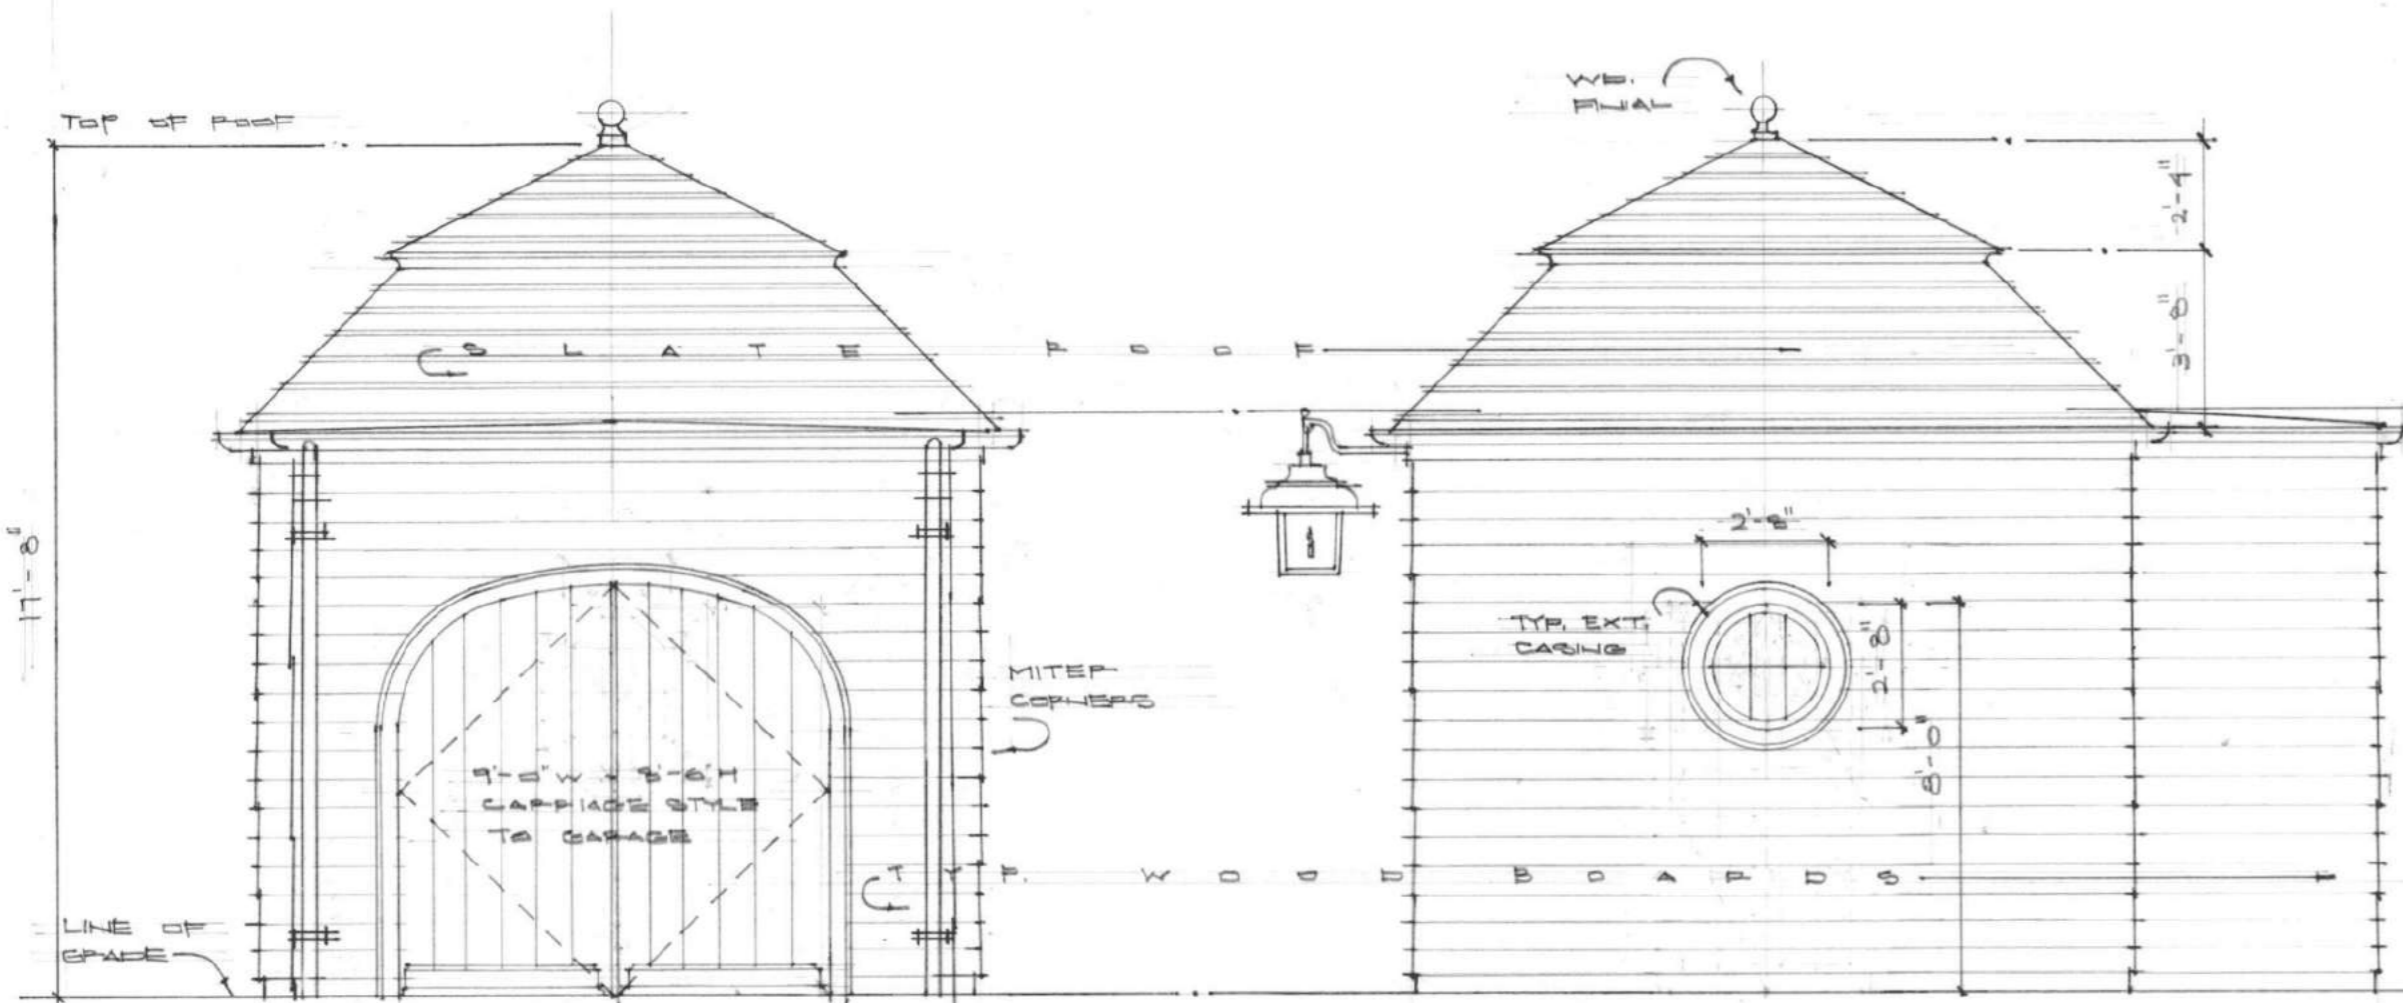 TOP OF ROOF
WD.
FINIAL
2'-4"
SLATE ROOF
3'-8"
17'-8"
2'-8"
TYP. EXT.
CASING
2'-8"
MITER
CORNERS
8'-0"
9'-0" W × 8'-6" H
CARRIAGE STYLE
TO GARAGE
TYP. WOOD BOARDS
LINE OF
GRADE